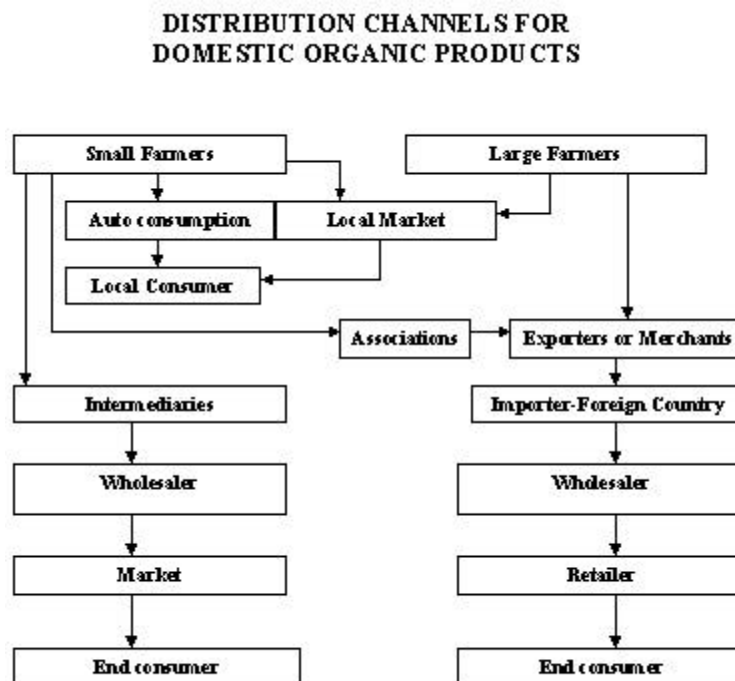 DISTRIBUTION CHANNELS FOR
DOMESTIC ORGANIC PRODUCTS
Small Farmers
Large Farmers
Auto consumption
Local Market
Local Consumer
Associations
Exporters or Merchants
Intermediaries
Importer-Foreign Country
Wholesaler
Wholesaler
Market
Retailer
End consumer
End consumer